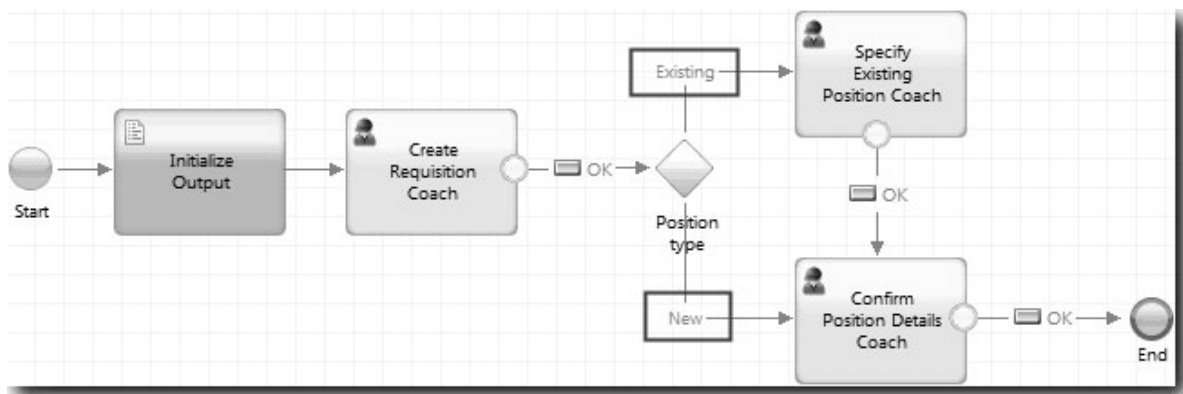 Start
Initialize
Output
Create
Requisition
Coach
OK
Position
type
Existing
Specify
Existing
Position Coach
OK
New
Confirm
Position Details
Coach
OK
End